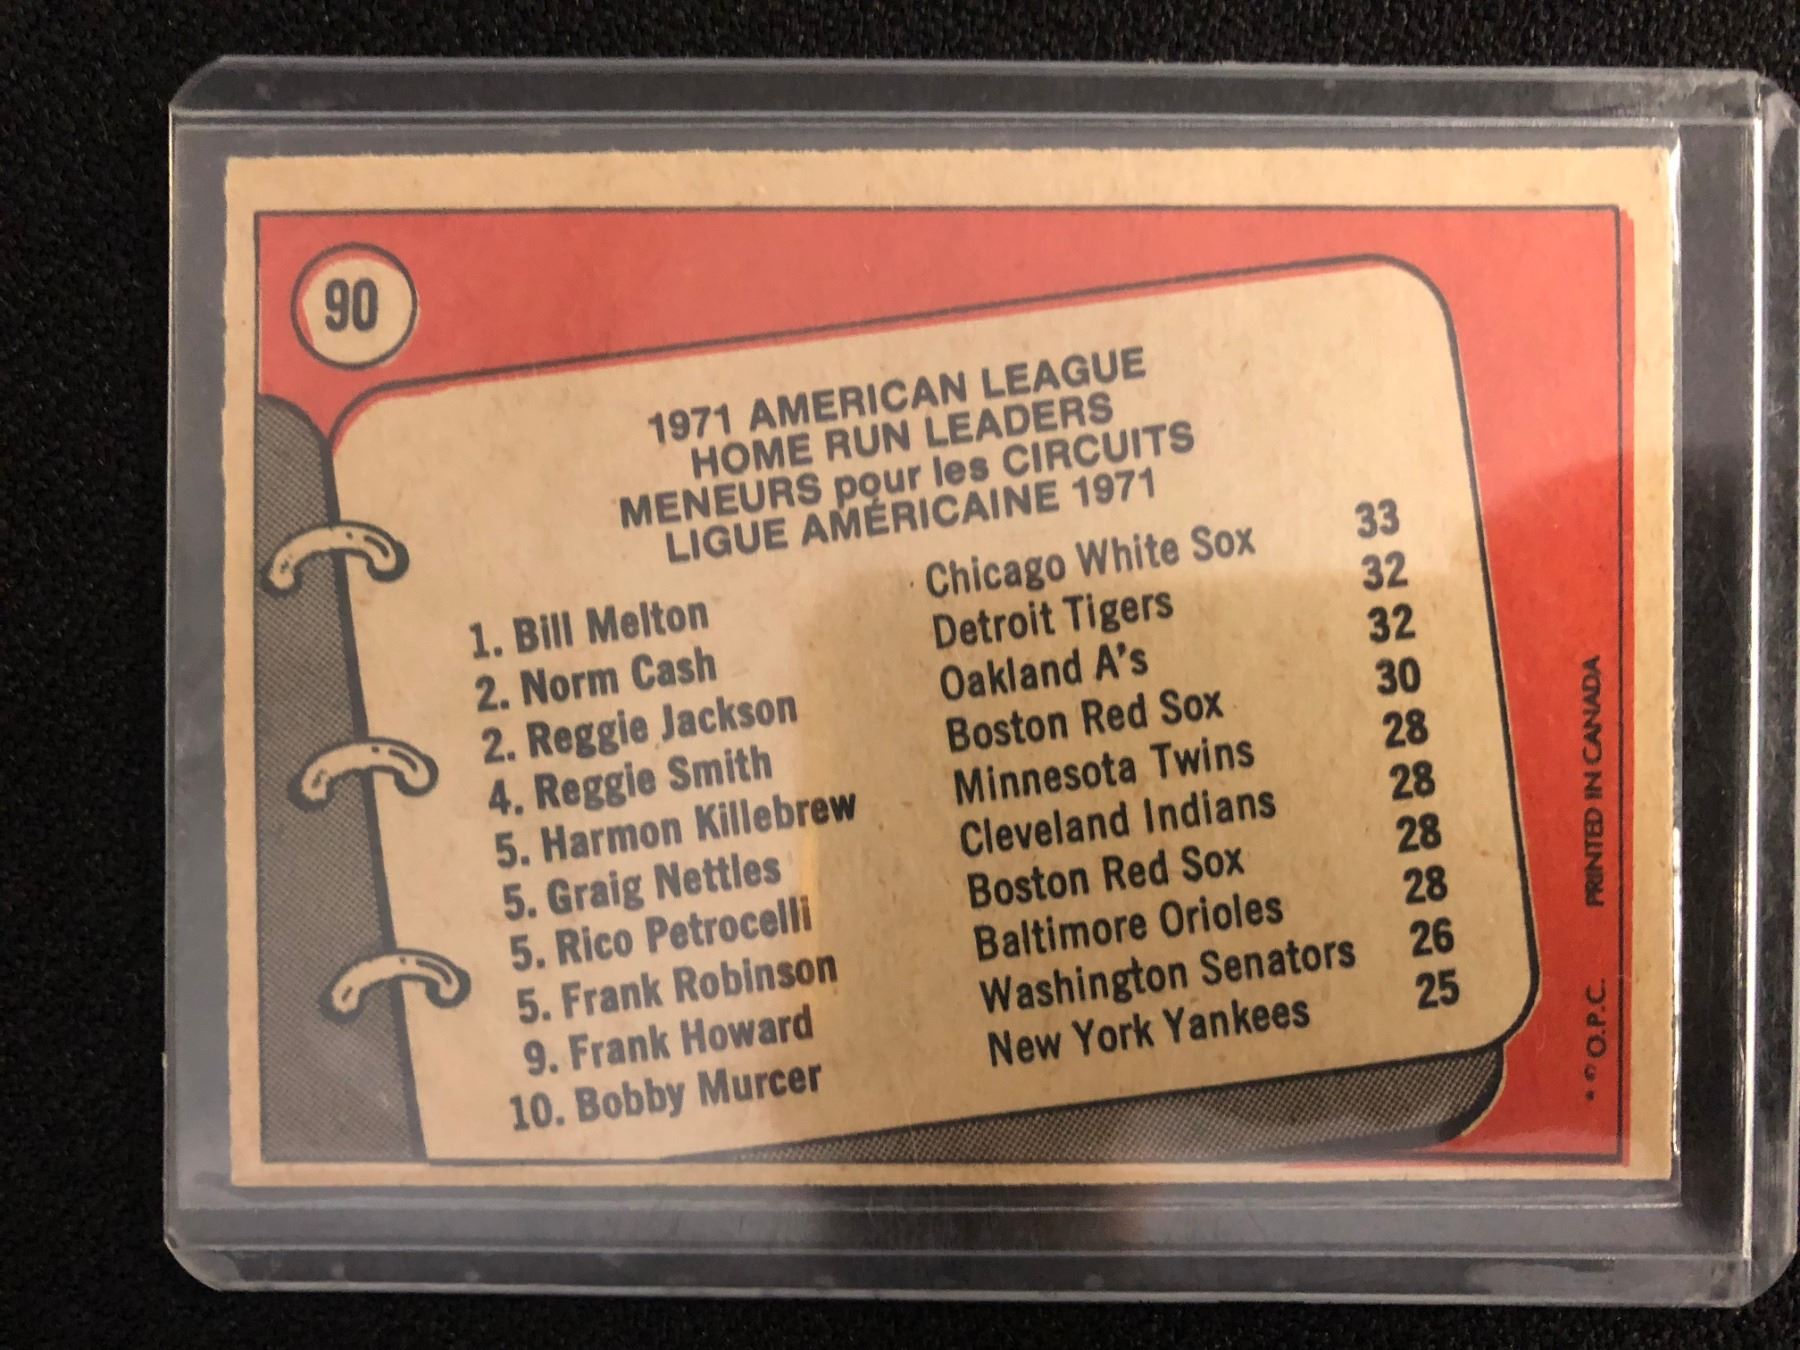 90
1971 AMERICAN LEAGUE
HOME RUN LEADERS
MENEURS pour les CIRCUITS
LIGUE AMÉRICAINE 1971
1. Bill Melton Chicago White Sox 33
2. Norm Cash Detroit Tigers 32
2. Reggie Jackson Oakland A's 32
4. Reggie Smith Boston Red Sox 30
5. Harmon Killebrew Minnesota Twins 28
5. Graig Nettles Cleveland Indians 28
5. Rico Petrocelli Boston Red Sox 28
5. Frank Robinson Baltimore Orioles 28
9. Frank Howard Washington Senators 26
10. Bobby Murcer New York Yankees 25
* © O.P.C. PRINTED IN CANADA